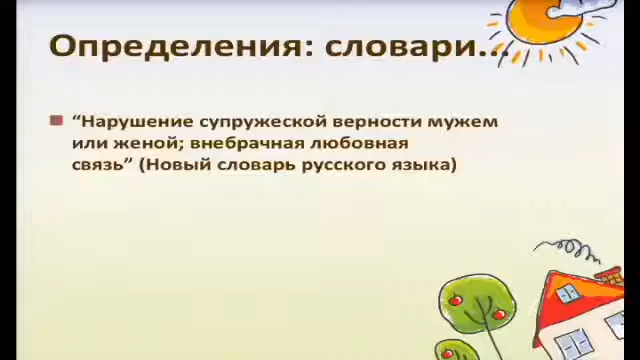 Определения: словари...
“Нарушение супружеской верности мужем
или женой; внебрачная любовная
связь” (Новый словарь русского языка)